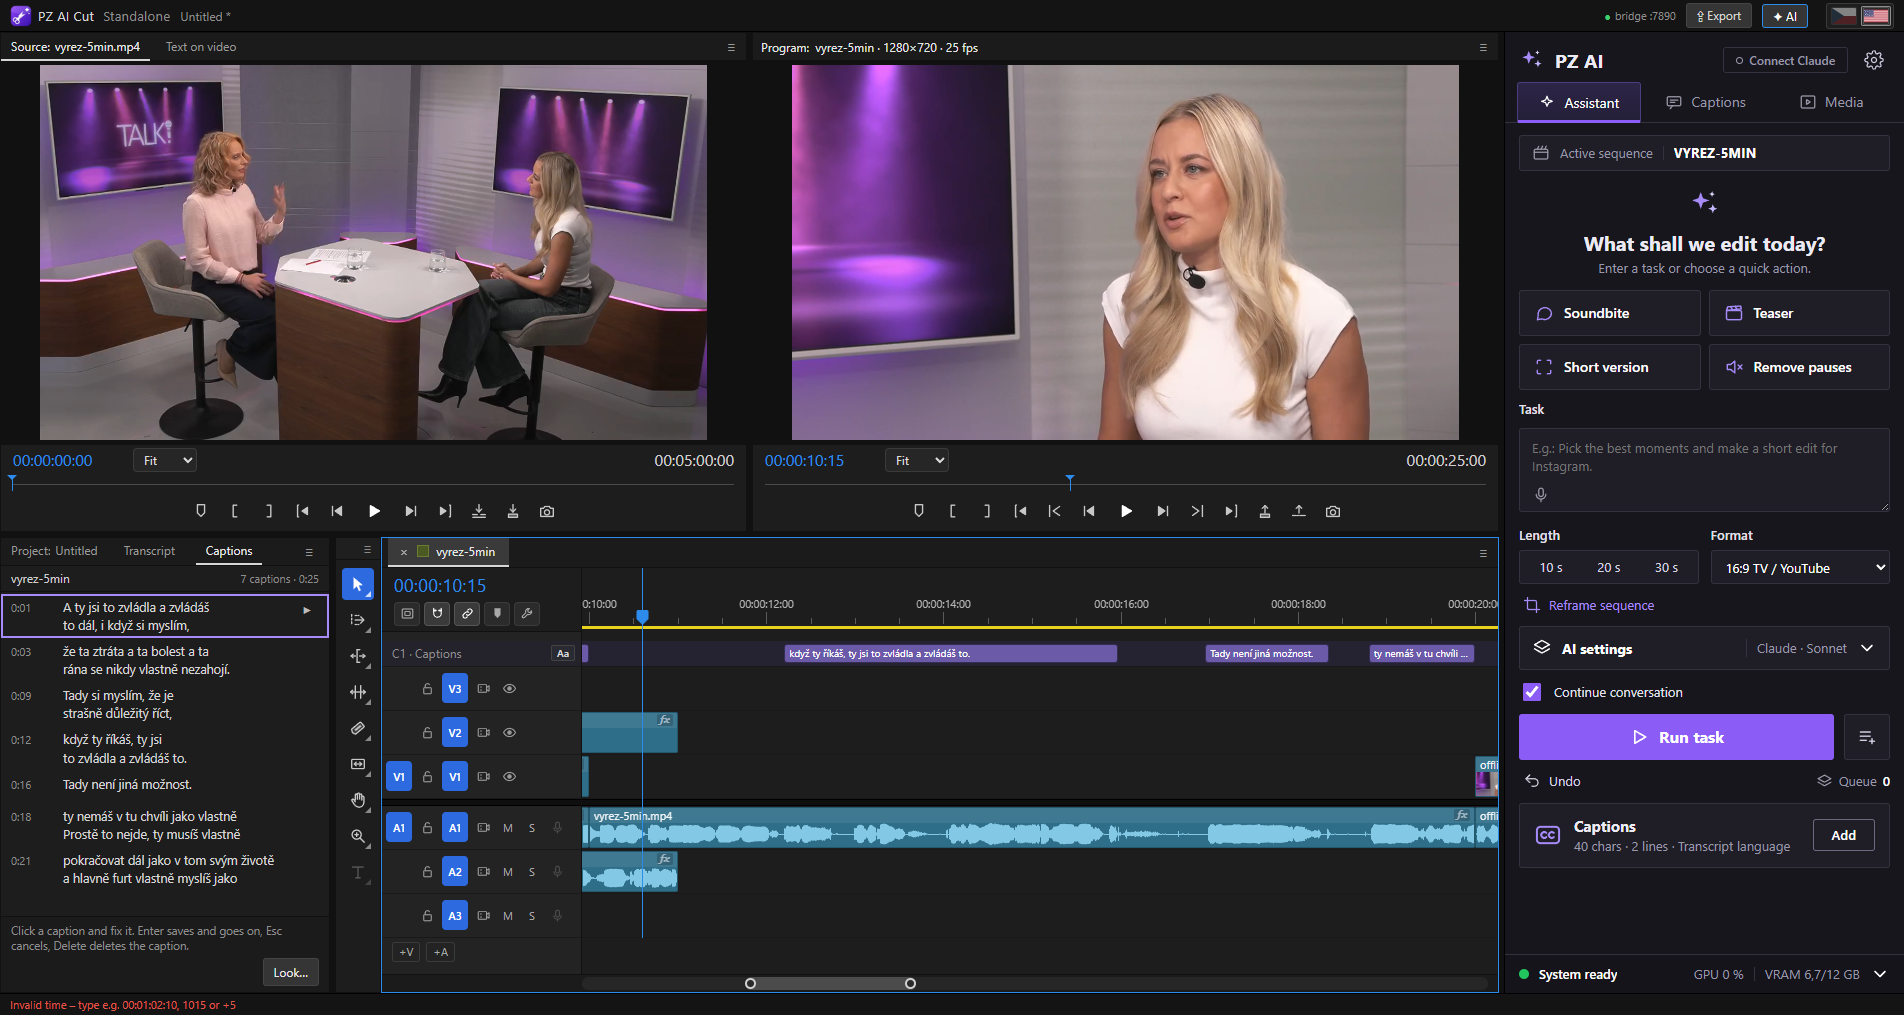 PZ AI Cut Standalone Untitled *
bridge :7890 Export AI
Source: vyrez-5min.mp4 Text on video
TALK!
00:00:00:00 Fit 00:05:00:00
Program: vyrez-5min · 1280×720 · 25 fps
00:00:10:15 Fit 00:00:25:00
Project: Untitled Transcript Captions
vyrez-5min 7 captions · 0:25
0:01 A ty jsi to zvládla a zvládáš
to dál, i když si myslím,
0:03 že ta ztráta a ta bolest a ta
rána se nikdy vlastně nezahojí.
0:09 Tady si myslím, že je
strašně důležitý říct,
0:12 když ty říkáš, ty jsi
to zvládla a zvládáš to.
0:16 Tady není jiná možnost.
0:18 ty nemáš v tu chvíli jako vlastně
Prostě to nejde, ty musíš vlastně
0:21 pokračovat dál jako v tom svým životě
a hlavně furt vlastně myslíš jako
Click a caption and fix it. Enter saves and goes on, Esc
cancels, Delete deletes the caption.
Look...
Invalid time – type e.g. 00:01:02:10, 1015 or +5
vyrez-5min
00:00:10:15
0:10:00 00:00:12:00 00:00:14:00 00:00:16:00 00:00:18:00 00:00:20:0
C1 · Captions Aa
když ty říkáš, ty jsi to zvládla a zvládáš to. Tady není jiná možnost. ty nemáš v tu chvíli ...
V3
V2 fx
V1 V1 offli
A1 A1 M S vyrez-5min.mp4 fx offli
A2 M S fx
A3 M S
+V +A
PZ AI Connect Claude
Assistant Captions Media
Active sequence VYREZ-5MIN
What shall we edit today?
Enter a task or choose a quick action.
Soundbite Teaser
Short version Remove pauses
Task
E.g.: Pick the best moments and make a short edit for
Instagram.
Length Format
10 s 20 s 30 s 16:9 TV / YouTube
Reframe sequence
AI settings Claude · Sonnet
Continue conversation
Run task
Undo Queue 0
CC Captions
40 chars · 2 lines · Transcript language
Add
System ready GPU 0 % VRAM 6,7/12 GB